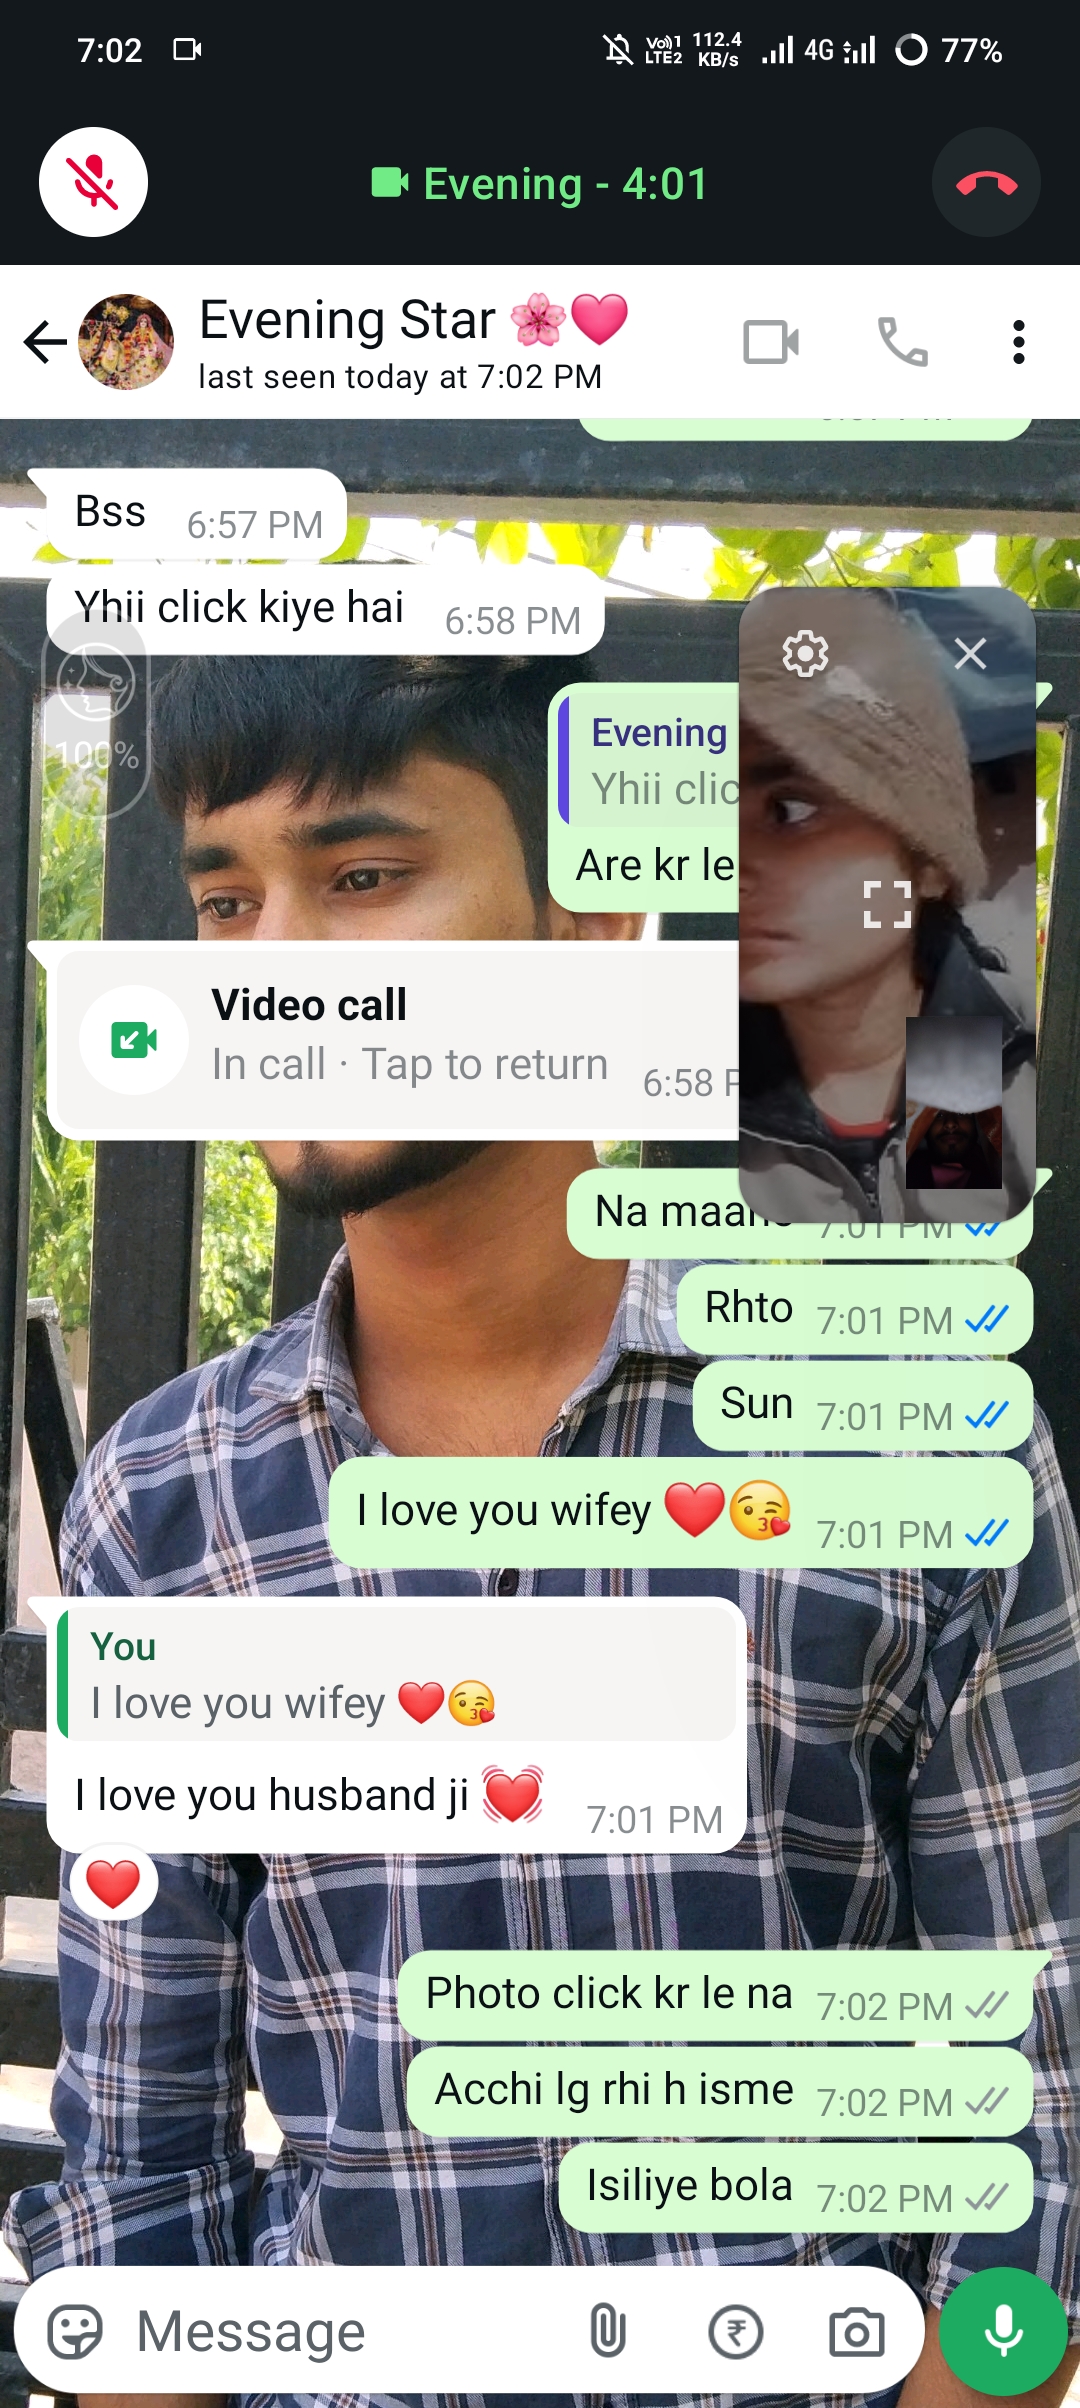 7:02
Vo)) 1
LTE2
112.4
KB/s
4G
77%
Evening - 4:01
Evening Star 🌸🩷
last seen today at 7:02 PM
Bss 6:57 PM
Yhii click kiye hai 6:58 PM
100%
Evening
Yhii clic
Are kr le
Video call
In call · Tap to return
6:58 P
Na maan 7:01 PM
Rhto 7:01 PM
Sun 7:01 PM
I love you wifey ❤️😘 7:01 PM
You
I love you wifey ❤️😘
I love you husband ji 💓 7:01 PM
❤️
Photo click kr le na 7:02 PM
Acchi lg rhi h isme 7:02 PM
Isiliye bola 7:02 PM
Message